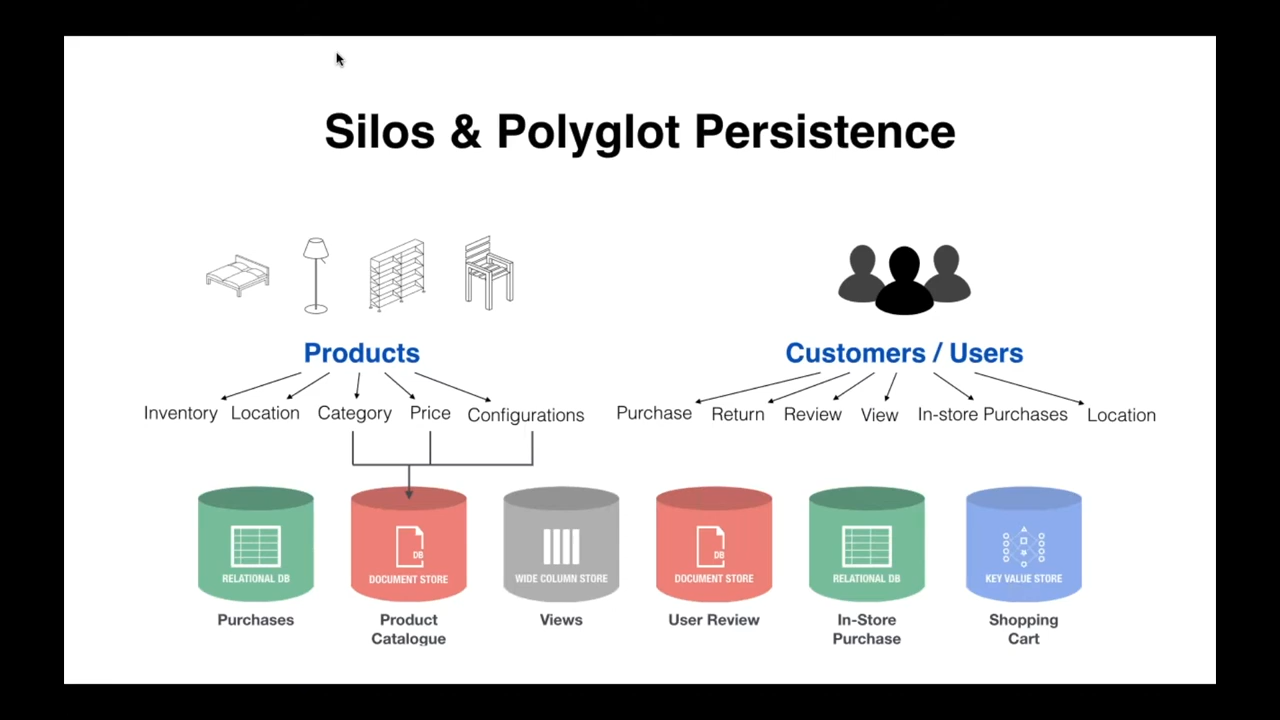 Silos & Polyglot Persistence
Products
Customers / Users
Inventory Location Category Price Configurations
Purchase Return Review View In-store Purchases Location
DB
DB
RELATIONAL DB DOCUMENT STORE WIDE COLUMN STORE DOCUMENT STORE RELATIONAL DB KEY VALUE STORE
Purchases Product Views User Review In-Store Shopping
Catalogue Purchase Cart